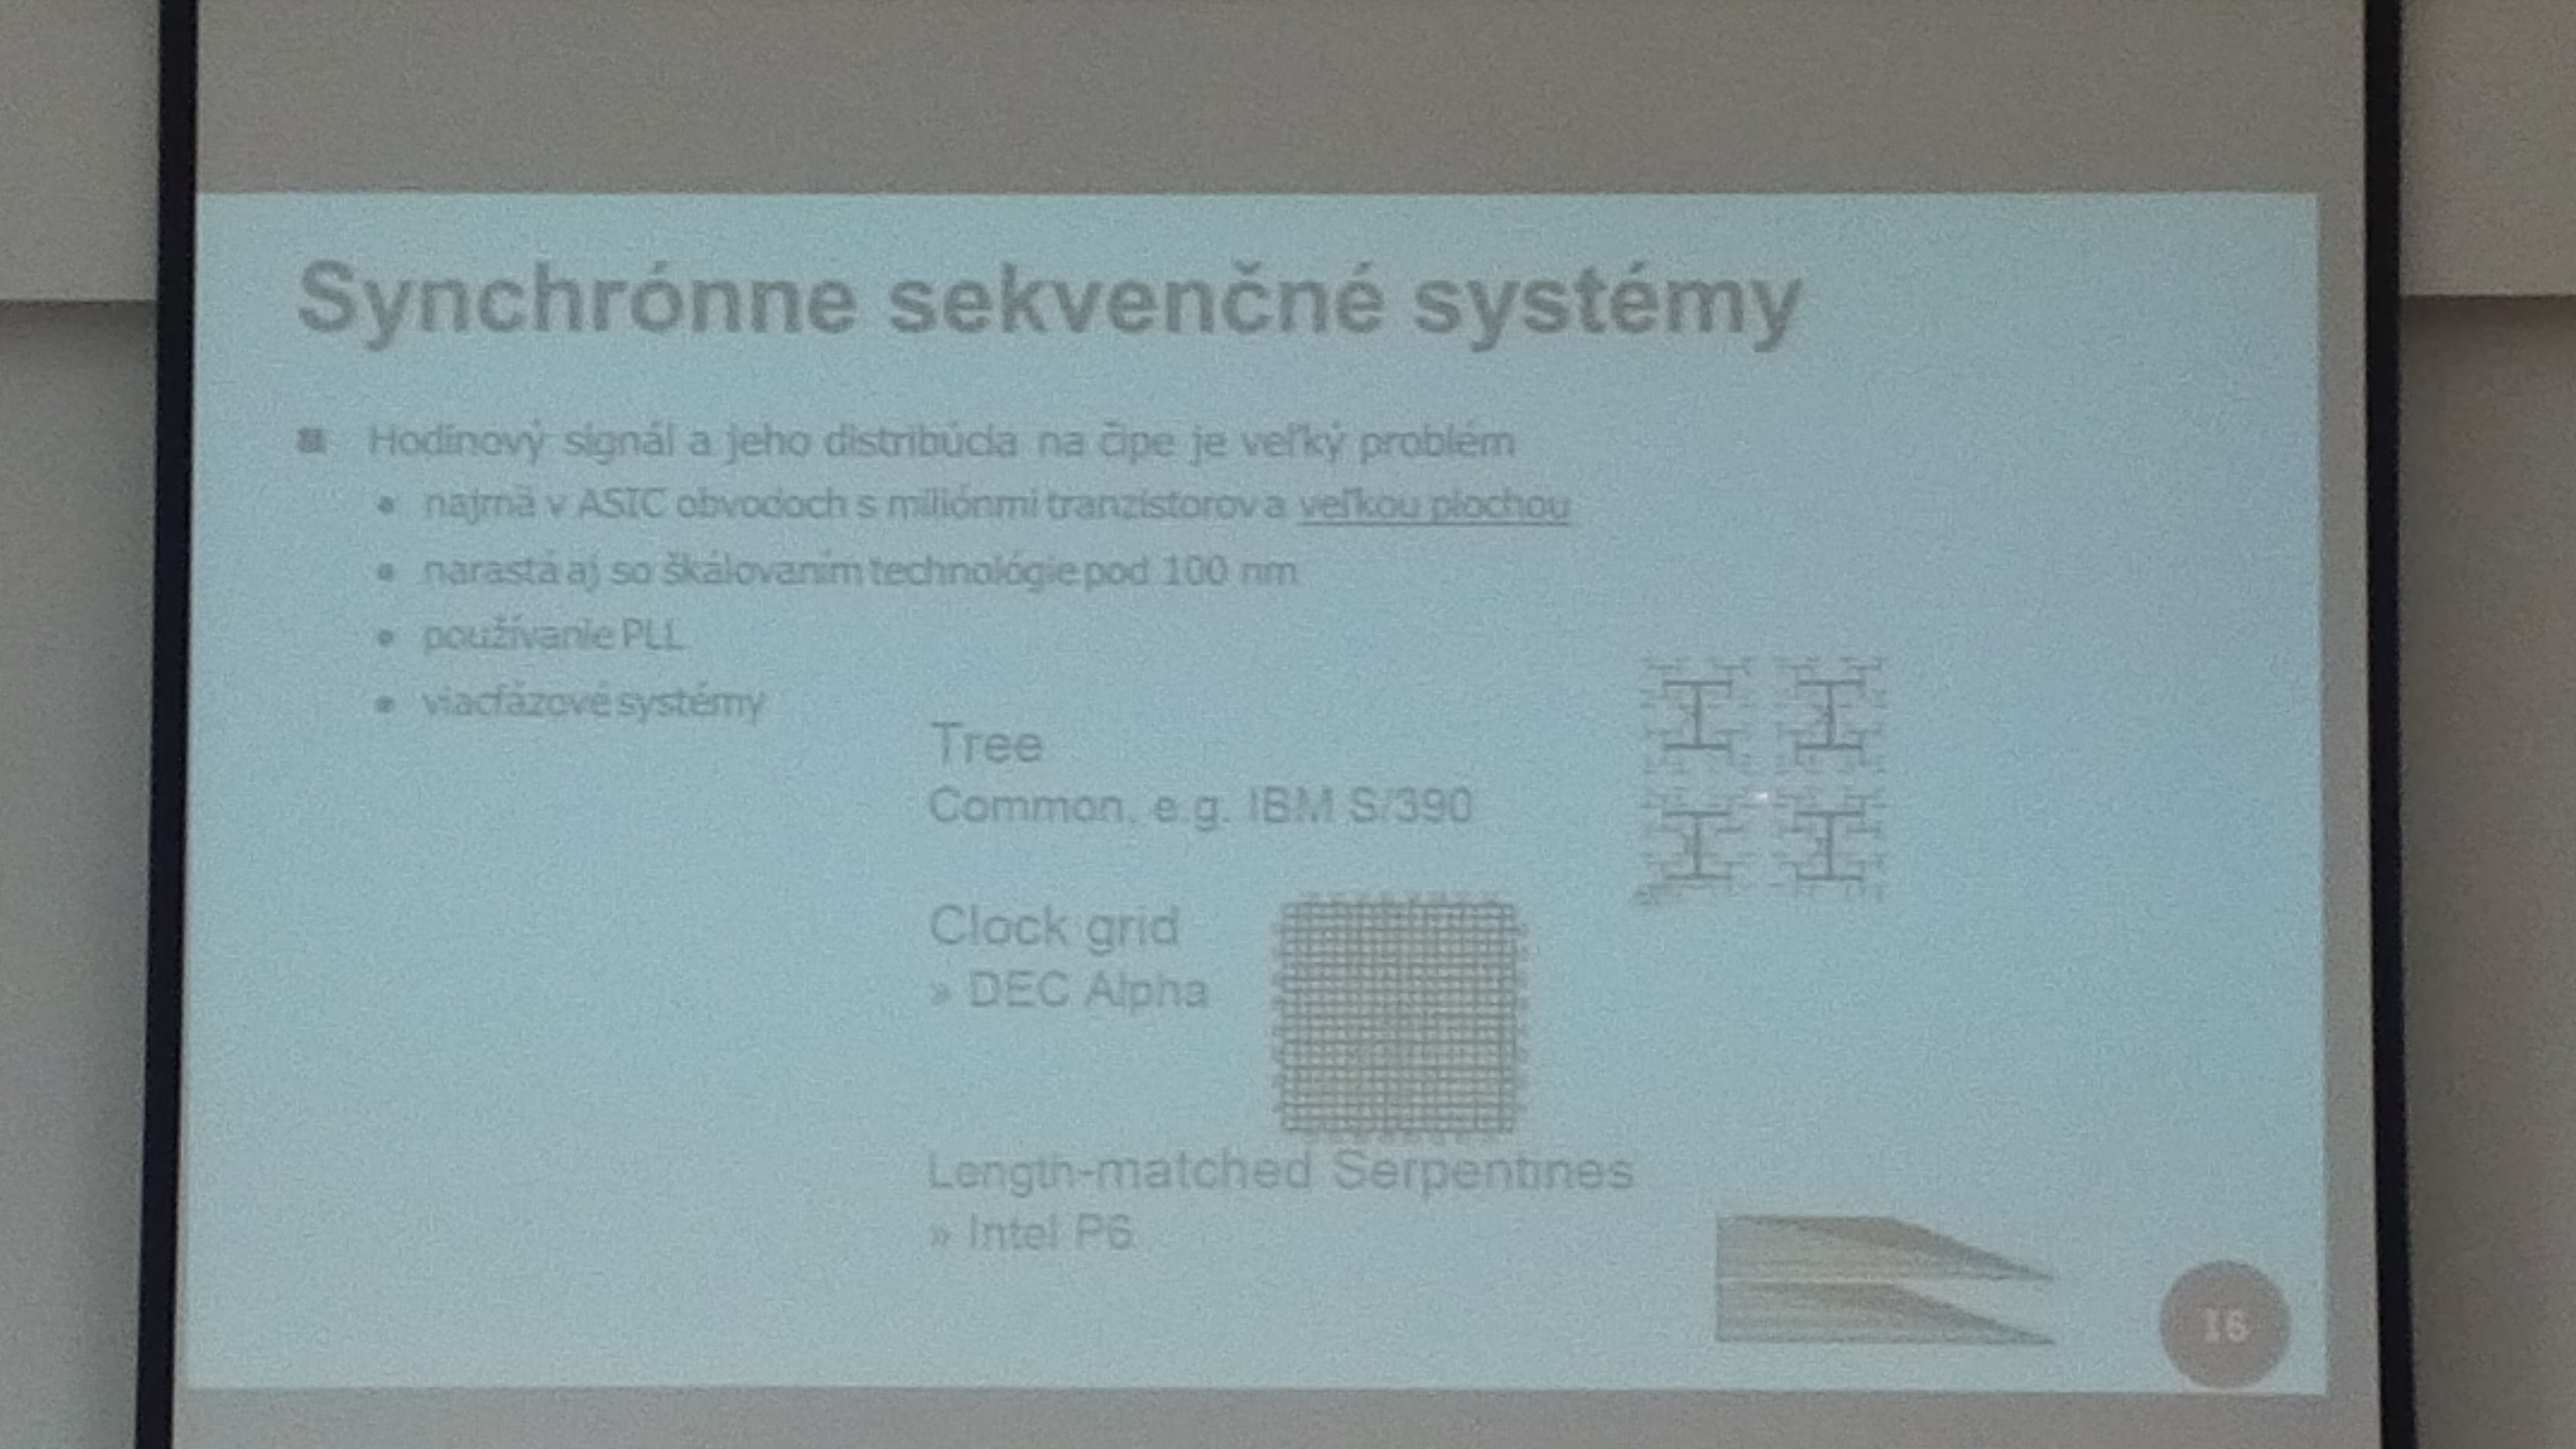 Synchrónne sekvenčné systémy
Hodinový signál a jeho distribúcia na čipe je veľký problém
najmä v ASIC obvodoch s miliónmi tranzistorov a veľkou plochou
narastá aj so škálovaním technológie pod 100 nm
používanie PLL
viacfázové systémy
Tree
Common, e.g. IBM S/390
Clock grid
» DEC Alpha
Length-matched Serpentines
» Intel P6
16